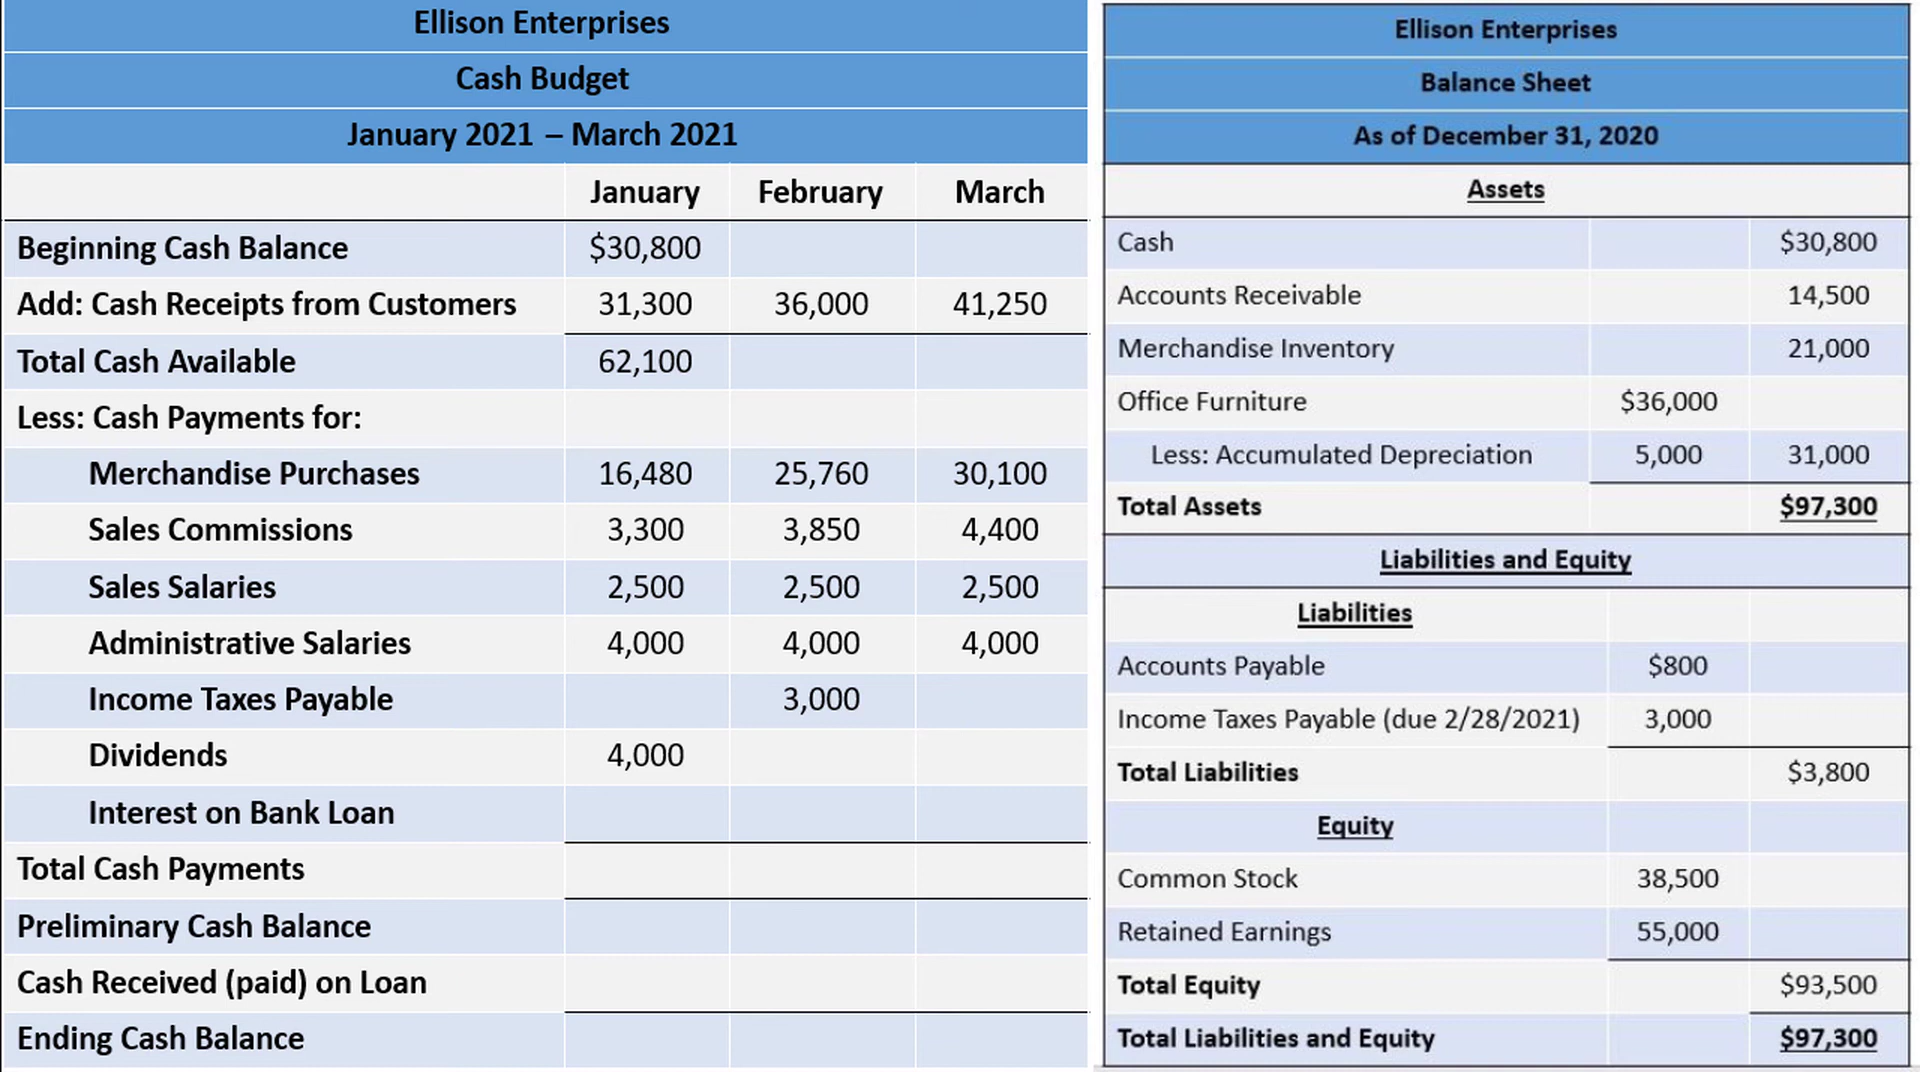 Ellison Enterprises
Cash Budget
January 2021 – March 2021
January February March
Beginning Cash Balance $30,800
Add: Cash Receipts from Customers 31,300 36,000 41,250
Total Cash Available 62,100
Less: Cash Payments for:
Merchandise Purchases 16,480 25,760 30,100
Sales Commissions 3,300 3,850 4,400
Sales Salaries 2,500 2,500 2,500
Administrative Salaries 4,000 4,000 4,000
Income Taxes Payable 3,000
Dividends 4,000
Interest on Bank Loan
Total Cash Payments
Preliminary Cash Balance
Cash Received (paid) on Loan
Ending Cash Balance
Ellison Enterprises
Balance Sheet
As of December 31, 2020
Assets
Cash $30,800
Accounts Receivable 14,500
Merchandise Inventory 21,000
Office Furniture $36,000
Less: Accumulated Depreciation 5,000 31,000
Total Assets $97,300
Liabilities and Equity
Liabilities
Accounts Payable $800
Income Taxes Payable (due 2/28/2021) 3,000
Total Liabilities $3,800
Equity
Common Stock 38,500
Retained Earnings 55,000
Total Equity $93,500
Total Liabilities and Equity $97,300